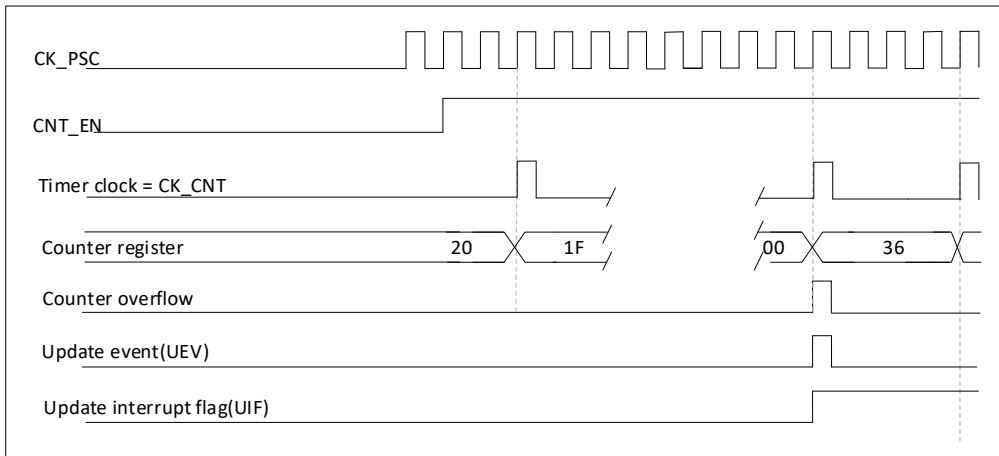 CK_PSC
CNT_EN
Timer clock = CK_CNT
Counter register 20 1F 00 36
Counter overflow
Update event(UEV)
Update interrupt flag(UIF)